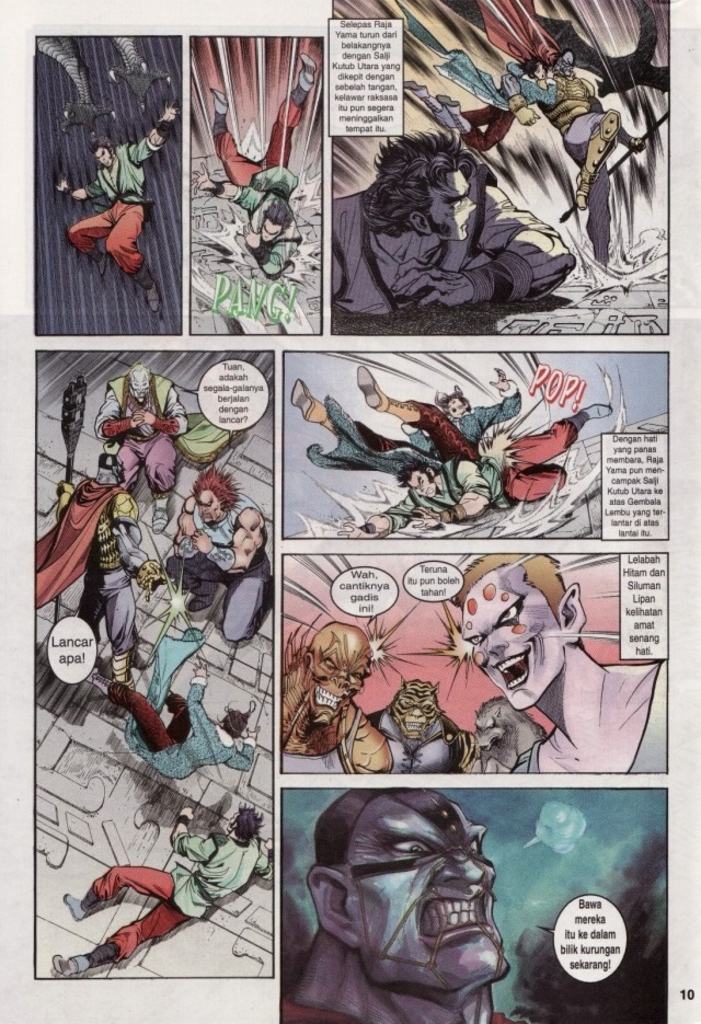 Selepas Raja
Yama turun dari
belakangnya
dengan Salji
Kutub Utara yang
dikepit dengan
sebelah tangan,
kelawar raksasa
itu pun segera
meninggalkan
tempat itu.
PANG!
Tuan,
adakah
segala-galanya
berjalan
dengan
lancar?
Lancar
apa!
POP!
Dengan hati
yang panas
membara, Raja
Yama pun men-
campak Salji
Kutub Utara ke
atas Gembala
Lembu yang ter-
lantar di atas
lantai.
Wah,
cantiknya
gadis
ini!
Teruna
itu pun boleh
tahan!
Lelabah
Hitam dan
Siluman
Lipan
kelihatan
amat
senang
hati.
Bawa
mereka
itu ke dalam
bilik kurungan
sekarang!
10